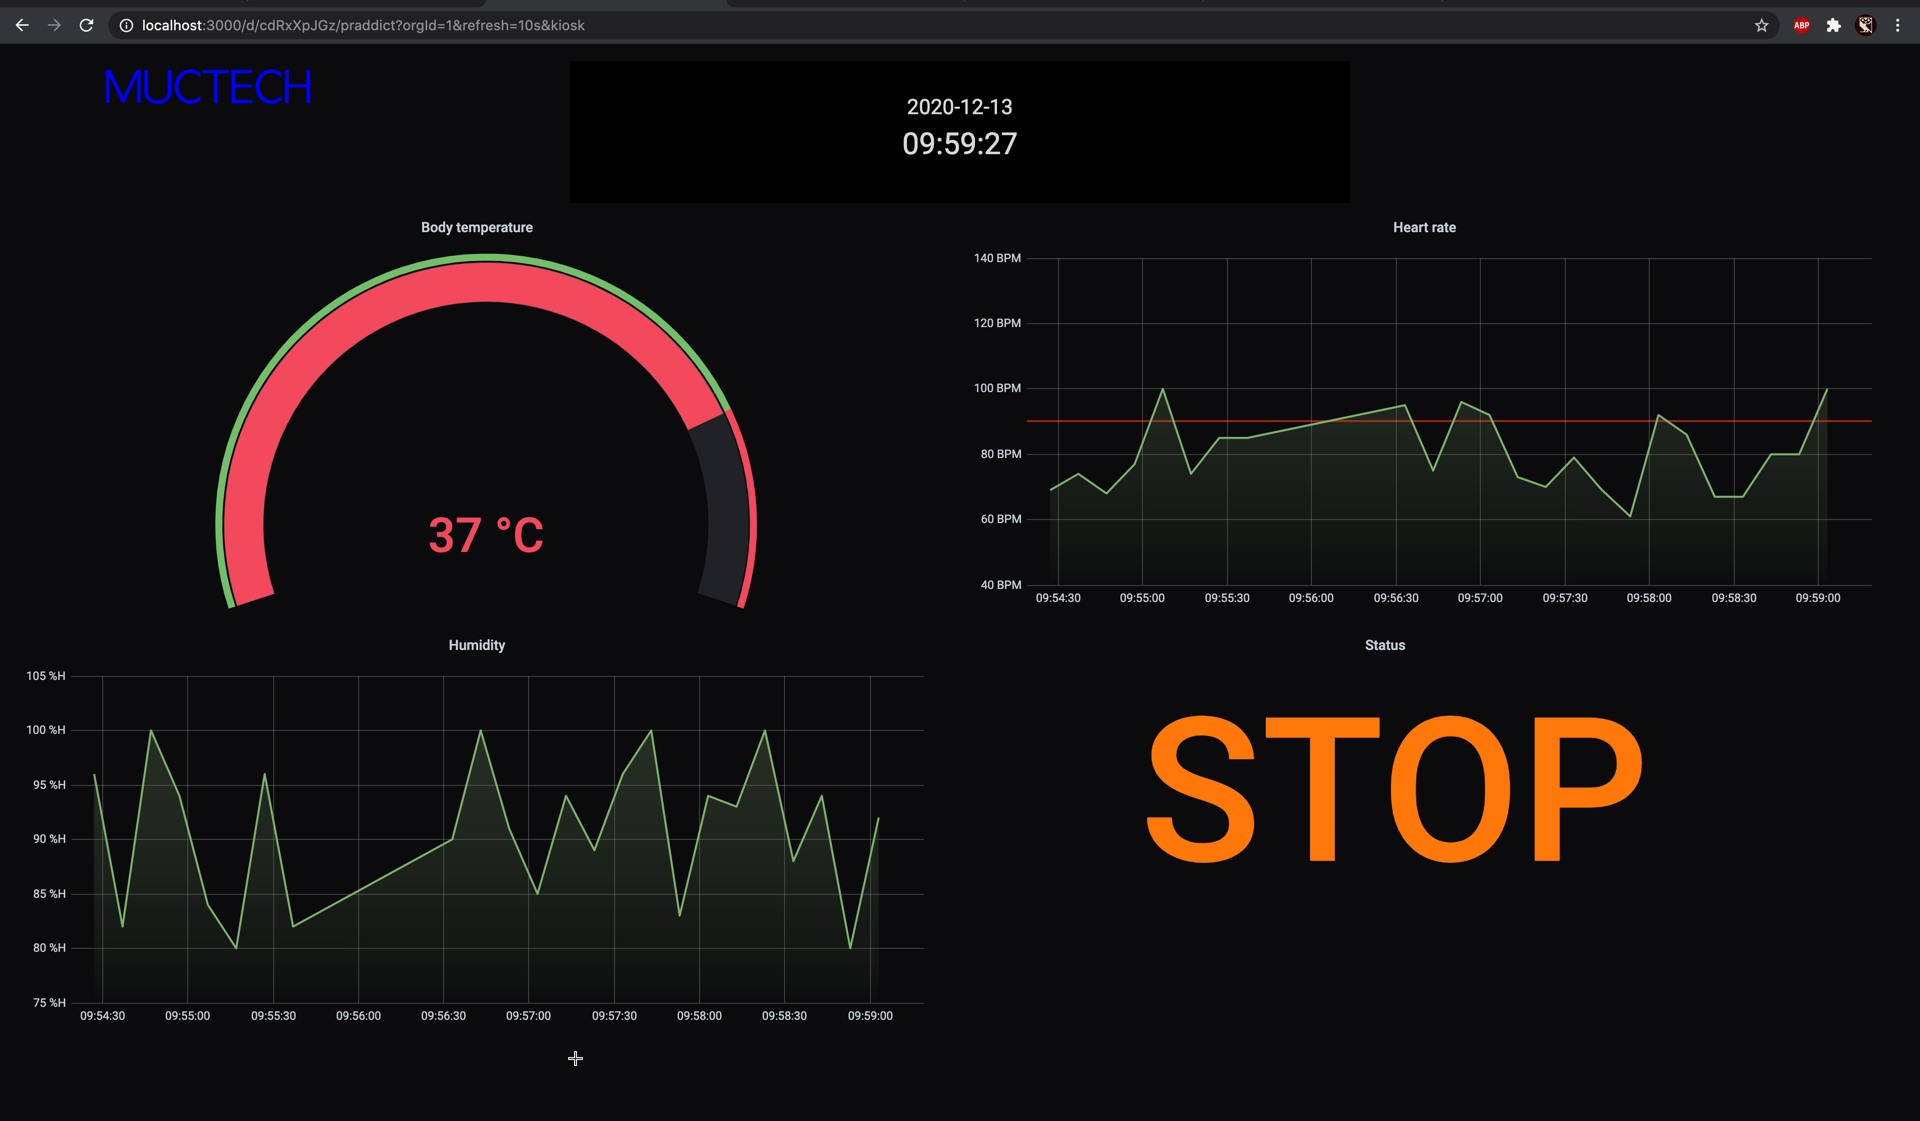 localhost:3000/d/cdRxXpJGz/praddict?orgId=1&refresh=10s&kiosk
ABP
MUCTECH
2020-12-13
09:59:27
Body temperature
37 °C
Heart rate
140 BPM
120 BPM
100 BPM
80 BPM
60 BPM
40 BPM
09:54:30 09:55:00 09:55:30 09:56:00 09:56:30 09:57:00 09:57:30 09:58:00 09:58:30 09:59:00
Humidity
105 %H
100 %H
95 %H
90 %H
85 %H
80 %H
75 %H
09:54:30 09:55:00 09:55:30 09:56:00 09:56:30 09:57:00 09:57:30 09:58:00 09:58:30 09:59:00
Status
STOP